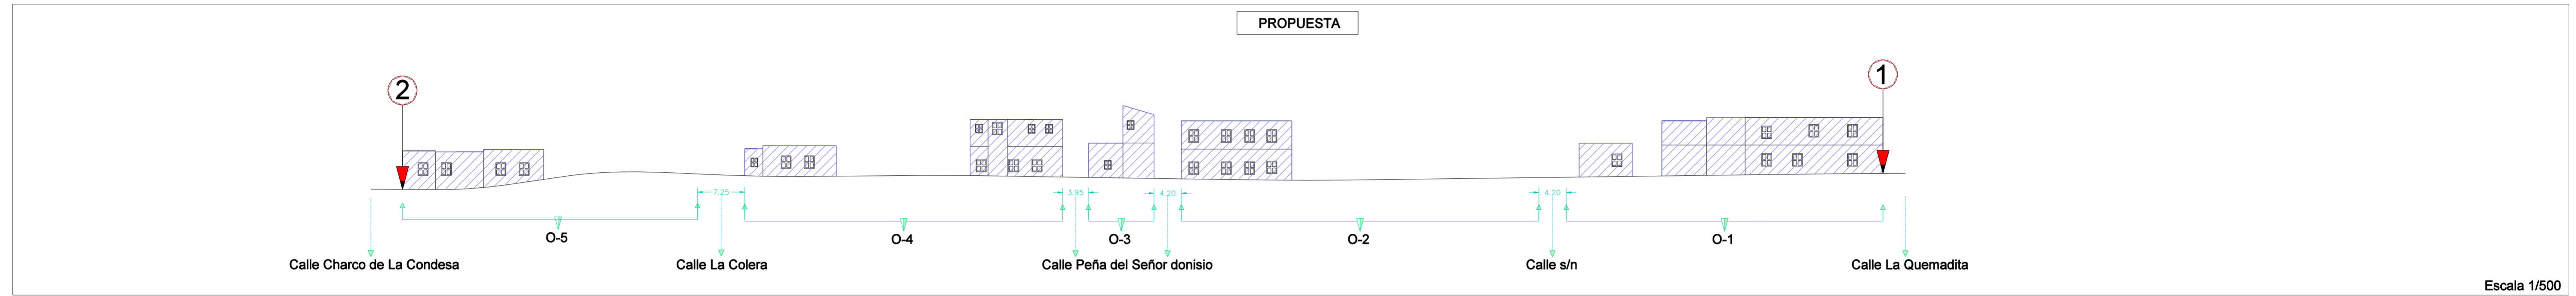 PROPUESTA
2
1
7.25
3.95
4.20
4.20
O-5
O-4
O-3
O-2
O-1
Calle Charco de La Condesa
Calle La Colera
Calle Peña del Señor donisio
Calle s/n
Calle La Quemadita
Escala 1/500